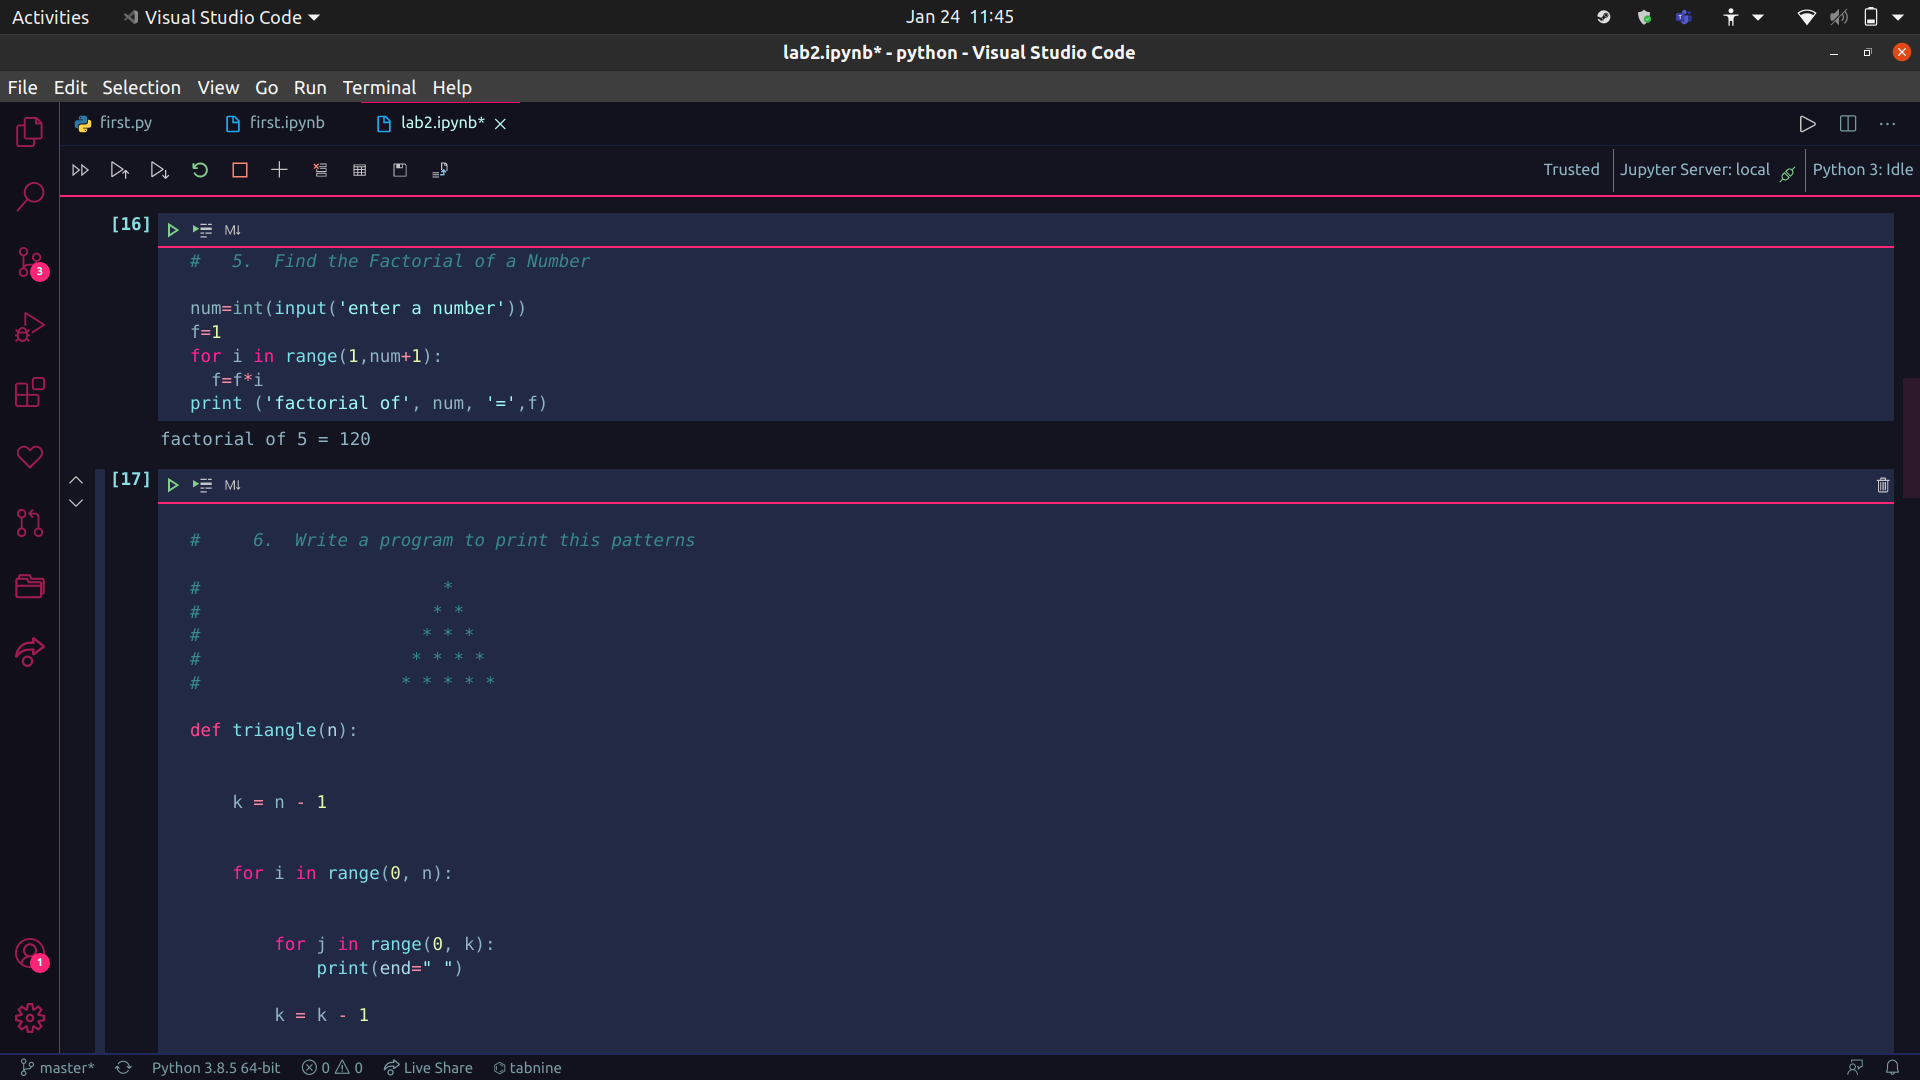 Activities Visual Studio Code Jan 24 11:45
lab2.ipynb* - python - Visual Studio Code
File Edit Selection View Go Run Terminal Help
first.py first.ipynb lab2.ipynb*
Trusted Jupyter Server: local Python 3: Idle
[16] M↓
# 5. Find the Factorial of a Number
num=int(input('enter a number'))
f=1
for i in range(1,num+1):
  f=f*i
print ('factorial of', num, '=',f)
factorial of 5 = 120
[17] M↓
#     6.  Write a program to print this patterns
#                       *
#                      * *
#                     * * *
#                    * * * *
#                   * * * * *
def triangle(n):
    k = n - 1
    for i in range(0, n):
        for j in range(0, k):
            print(end=" ")
        k = k - 1
3
1
master* Python 3.8.5 64-bit 0 0 Live Share tabnine